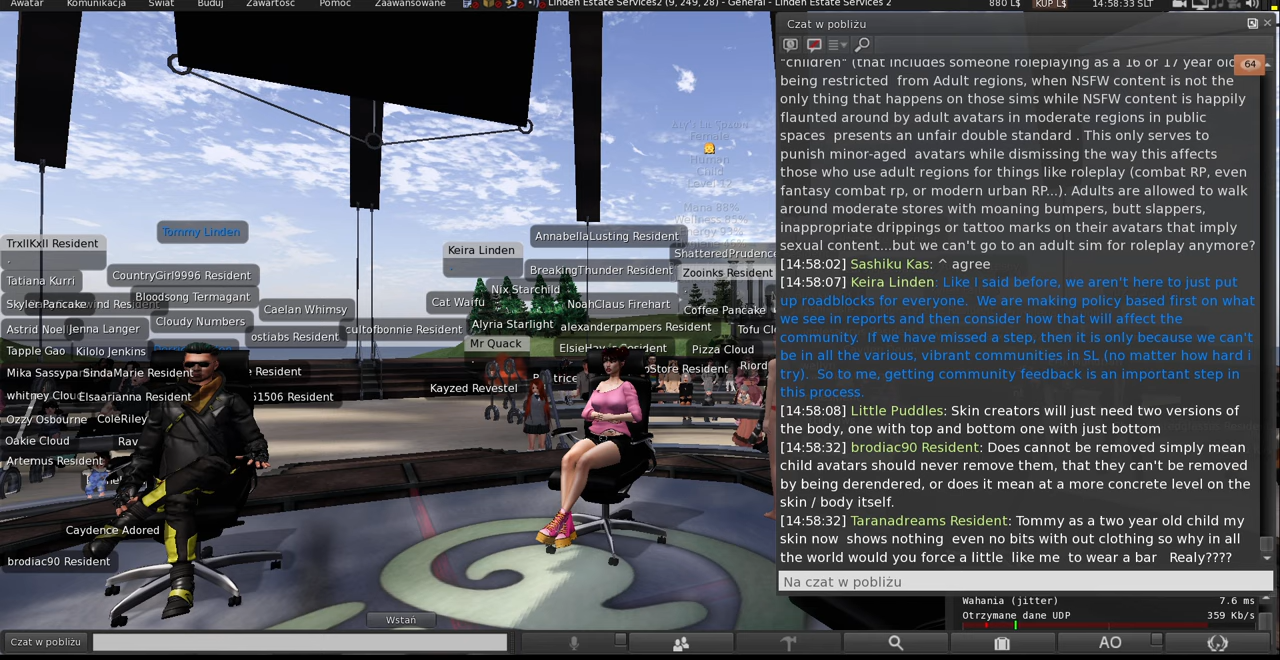 Awatar Komunikacja Świat Buduj Zawartość Pomoc Zaawansowane Linden Estate Services2 (9, 249, 28) - General - Linden Estate Services 2 880 L$ KUP L$ 14:58:33 SLT
Czat w pobliżu
64
"children" (that includes someone roleplaying as a 16 or 17 year old
being restricted from Adult regions, when NSFW content is not the
only thing that happens on those sims while NSFW content is happily
flaunted around by adult avatars in moderate regions in public
spaces presents an unfair double standard . This only serves to
punish minor-aged avatars while dismissing the way this affects
those who use adult regions for things like roleplay (combat RP, even
fantasy combat rp, or modern urban RP...). Adults are allowed to walk
around moderate stores with moaning bumpers, butt slappers,
inappropriate drippings or tattoo marks on their avatars that imply
sexual content...but we can't go to an adult sim for roleplay anymore?
[14:58:02] Sashiku Kas: ^ agree
[14:58:07] Keira Linden: Like I said before, we aren't here to just put
up roadblocks for everyone. We are making policy based first on what
we see in reports and then consider how that will affect the
community. If we have missed a step, then it is only because we can't
be in all the various, vibrant communities in SL (no matter how hard i
try). So to me, getting community feedback is an important step in
this process.
[14:58:08] Little Puddles: Skin creators will just need two versions of
the body, one with top and bottom one with just bottom
[14:58:32] brodiac90 Resident: Does cannot be removed simply mean
child avatars should never remove them, that they can't be removed
by being derendered, or does it mean at a more concrete level on the
skin / body itself.
[14:58:32] Taranadreams Resident: Tommy as a two year old child my
skin now shows nothing even no bits with out clothing so why in all
the world would you force a little like me to wear a bar Realy????
Na czat w pobliżu
Wahania (jitter) 7.6 ms
Otrzymane dane UDP 359 Kb/s
Female
Human
Mana 88%
Tommy Linden
TrxllKxll Resident
Keira Linden
AnnabellaLusting Resident
ShatteredPrudence
Tatiana Kurri
CountryGirl9996 Resident
BreakingThunder Resident
Zooinks Resident
Skyler Pancake
Bloodsong Termagant
Nix Starchild
Caelan Whimsy
Cat Waifu
NoahClaus Firehart
Coffee Pancake
Astrid Noel
Jenna Langer
Cloudy Numbers
ostiabs Resident
cultofbonnie Resident
Alyria Starlight
alexanderpampers Resident
Tofu
Tapple Gao
Kilolo Jenkins
Mr Quack
Resident
Pizza Cloud
Mika Sassypa
SindaMarie Resident
Resident
Store Resident
Riord
whitney Clou
Elsaarienna Resident
61506 Resident
Kayzed Revestel
Ozzy Osbourne
ColeRiley
Oakie Cloud
Rav
Artemus Resident
Caydence Adored
brodiac90 Resident
Wstań
Czat w pobliżu
AO